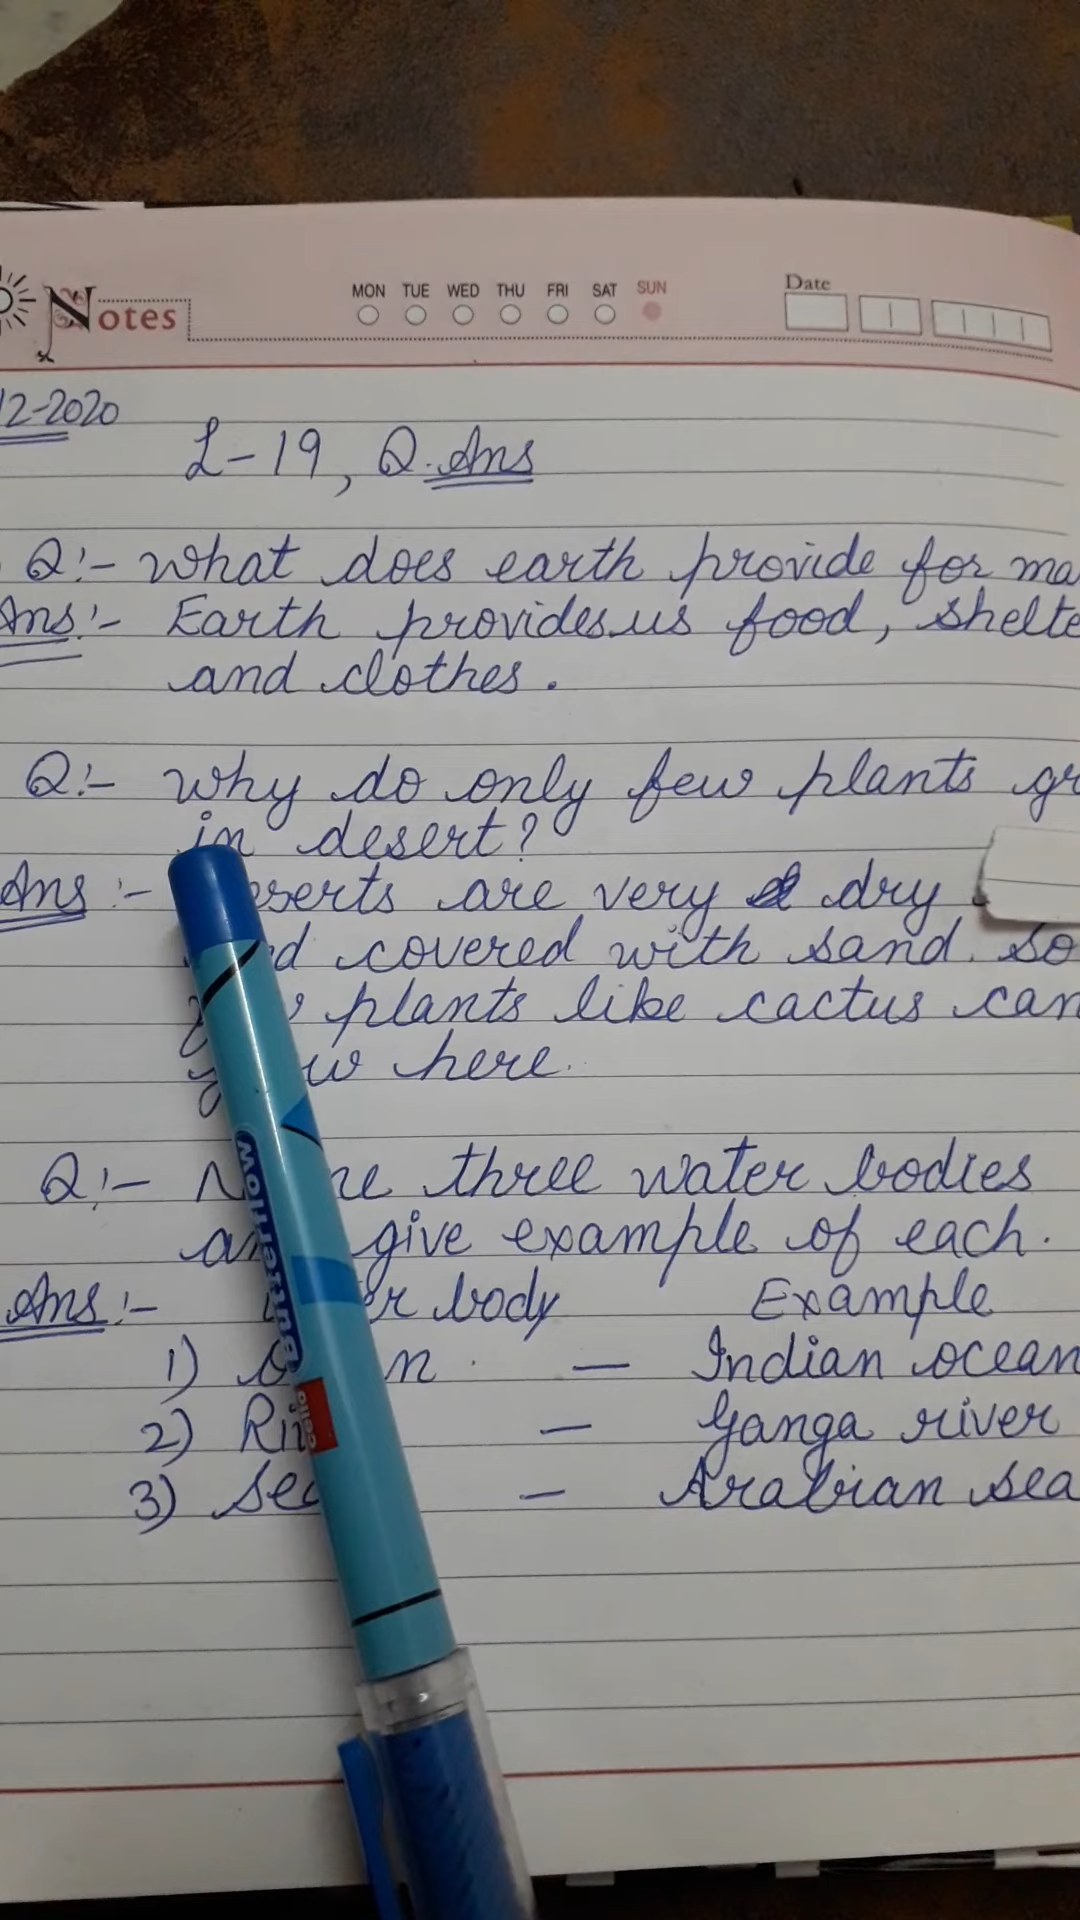 Notes
MON TUE WED THU FRI SAT SUN
Date
12-2020
L-19, Q. Ans
Q:- What does earth provide for
Ans:- Earth provides us food,
and clothes.
Q:- Why do only few plants
in desert?
Ans:- are very dry
covered with sand. So
plants like cactus can
here.
Q:- three water bodies
give example of each.
Ans:- body Example
1) — Indian ocean
2) — Ganga river
3) — Arabian sea
Butterflow
cello